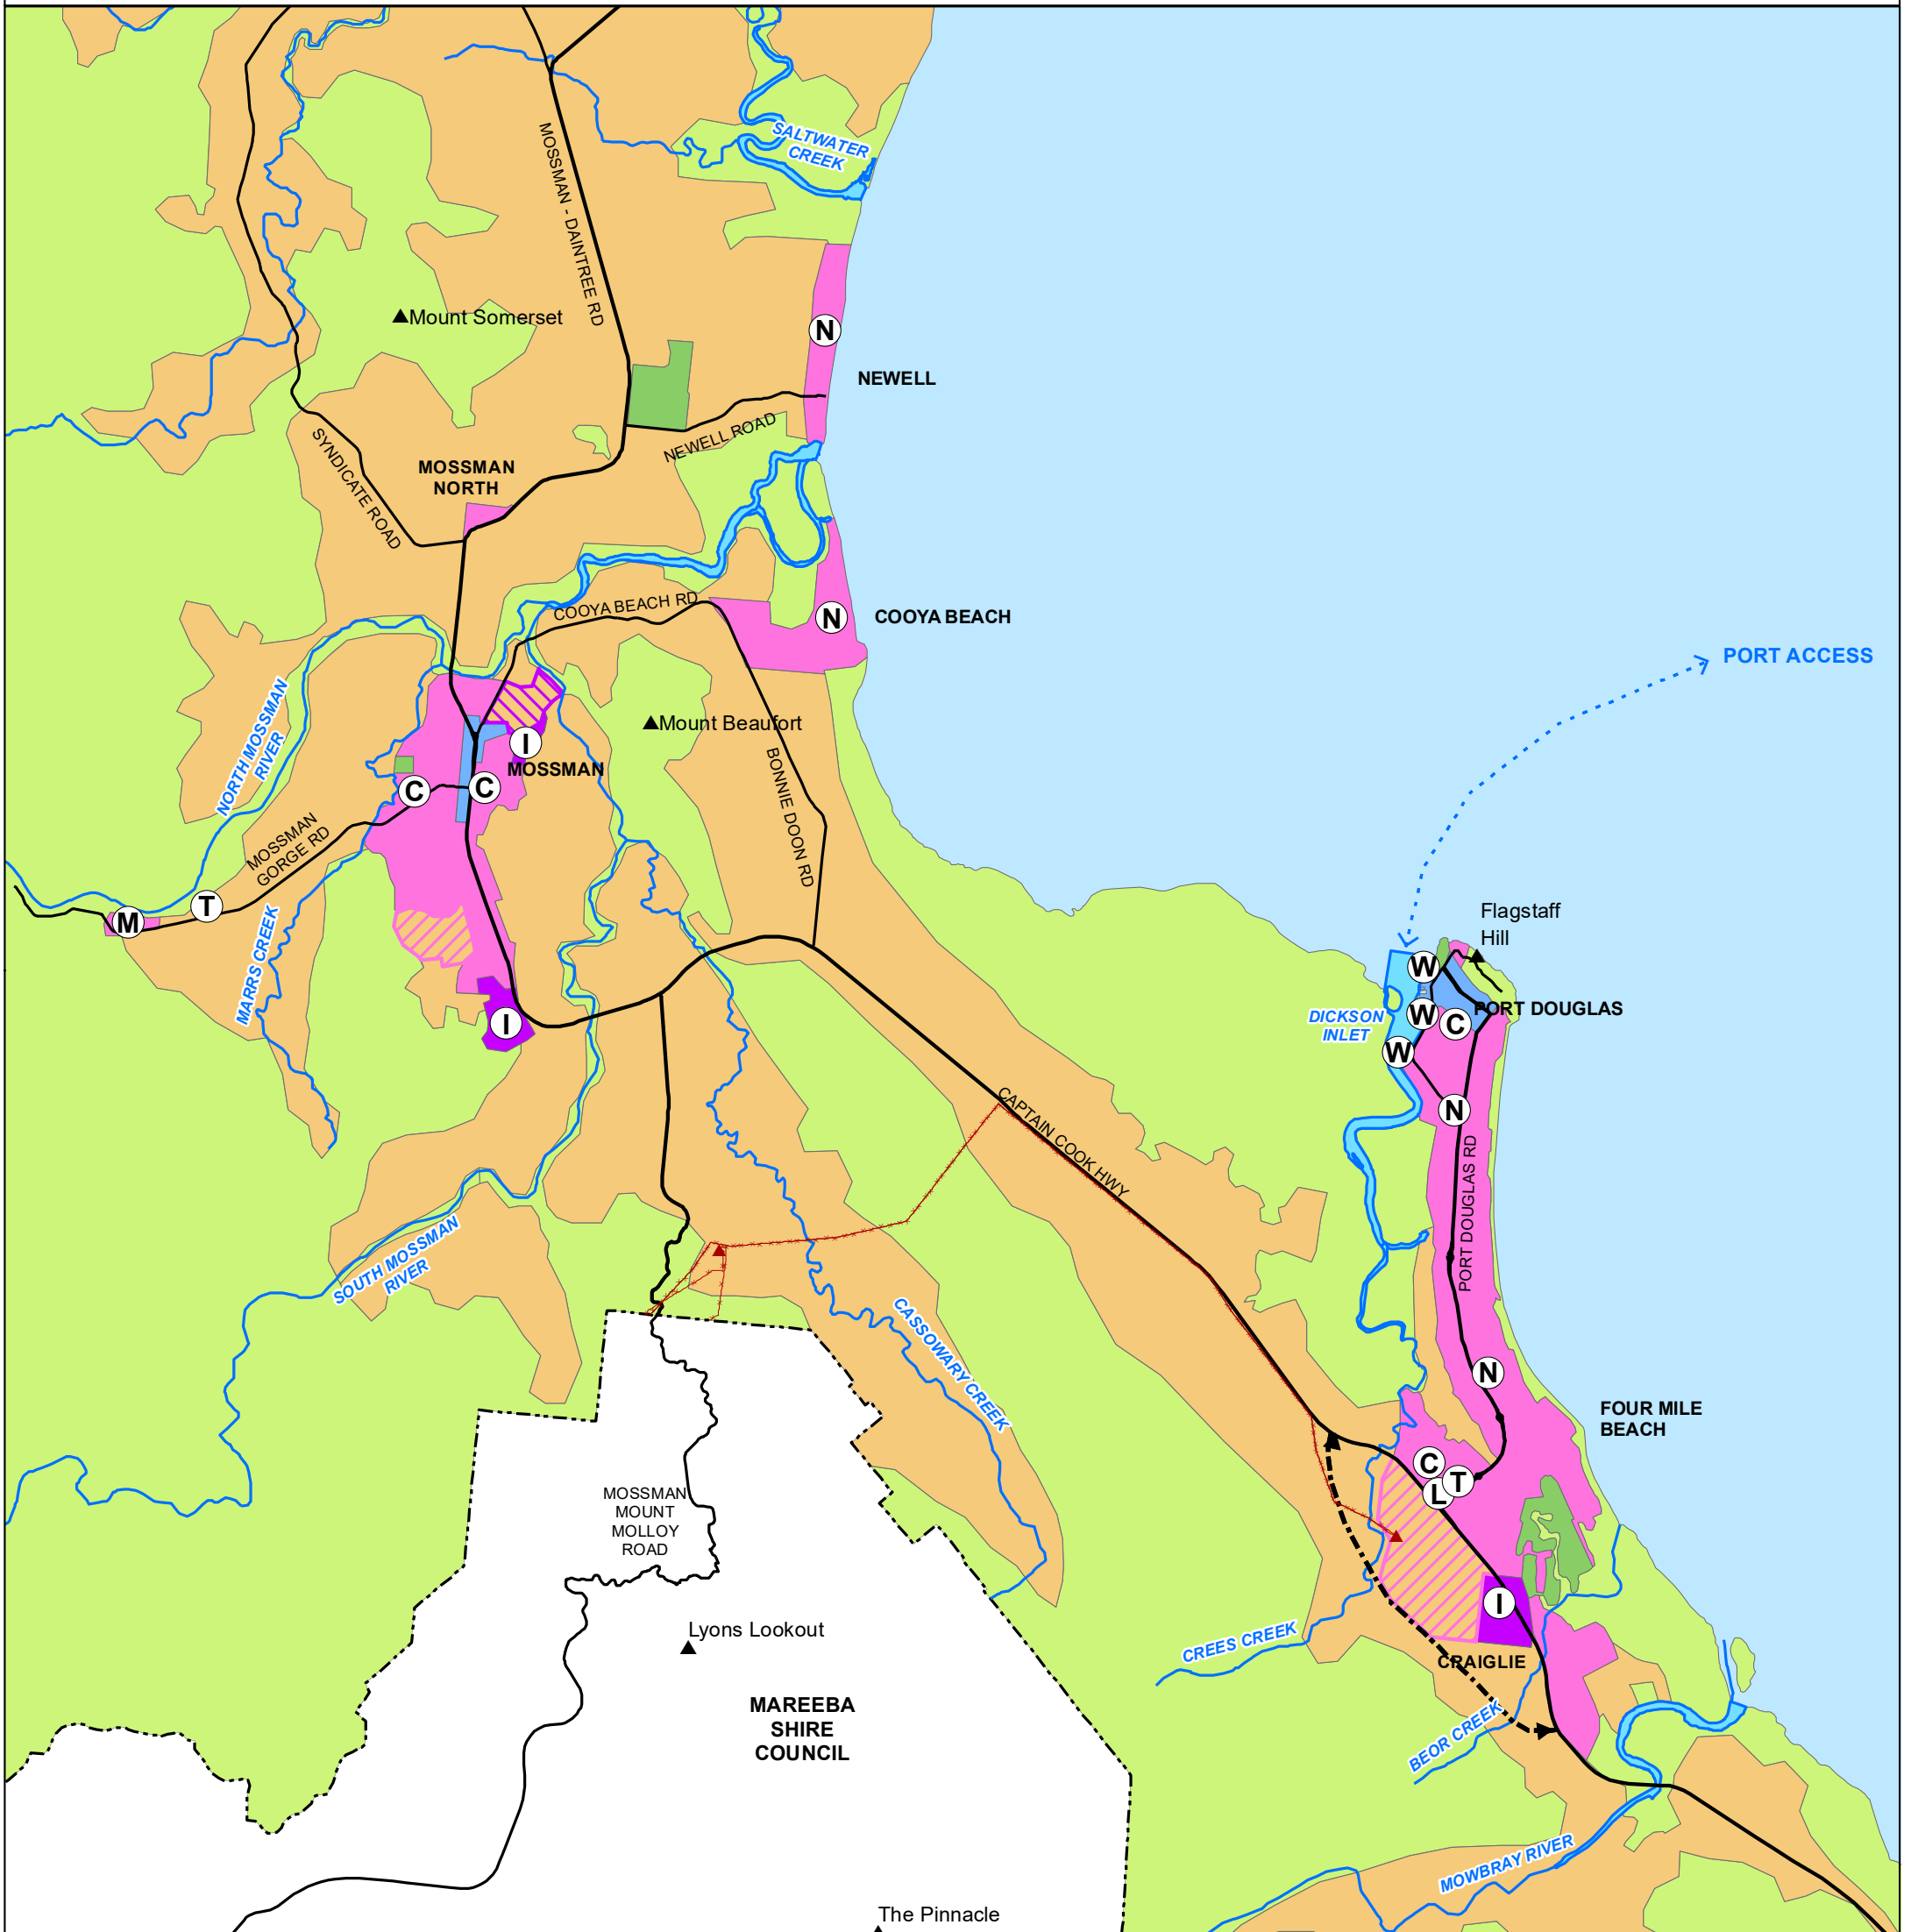 SALTWATER
CREEK
MOSSMAN - DAINTREE RD
Mount Somerset
N
NEWELL
NEWELL ROAD
SYNDICATE ROAD
MOSSMAN
NORTH
COOYA BEACH RD
N
COOYA BEACH
PORT ACCESS
NORTH MOSSMAN
RIVER
Mount Beaufort
I
MOSSMAN
C
C
BONNIE DOON RD
MOSSMAN
GORGE RD
M
T
MARRS CREEK
I
Flagstaff
Hill
W
W
C
PORT DOUGLAS
DICKSON
INLET
W
N
CAPTAIN COOK HWY
PORT DOUGLAS RD
SOUTH MOSSMAN
RIVER
CASSOWARY CREEK
N
FOUR MILE
BEACH
C
T
L
MOSSMAN
MOUNT
MOLLOY
ROAD
I
Lyons Lookout
CREES CREEK
CRAIGLIE
MAREEBA
SHIRE
COUNCIL
BEOR CREEK
MOWBRAY RIVER
The Pinnacle